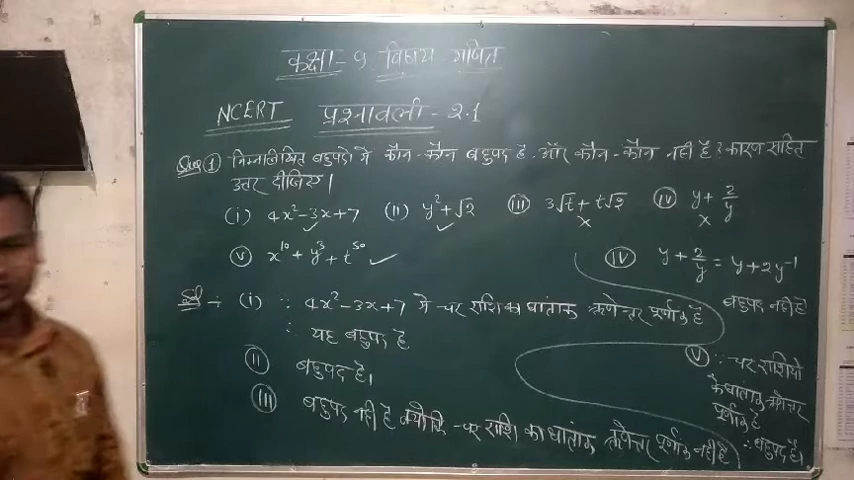 कक्षा - 9 विषय - गणित
NCERT प्रश्नावली - 2.1
Que ① निम्नलिखित बहुपदो में कौन-कौन बहुपद है और कौन-कौन नहीं है? कारण सहित
उत्तर दीजिए।
(i) 4x²-3x+7 (ii) y²+√2 (iii) 3√t + t√2 × (iv) y + 2/y ×
(v) x¹⁰ + y³ + t⁵⁰ ✓
Sol ÷ (i) ∵ 4x²-3x+7 में चर राशि का घातांक ऋणेत्तर पूर्णांक है
∴ यह बहुपद है
(ii) बहुपद है।
(iii) बहुपद नही है क्योकि चर राशि का घातांक ऋणेत्तर पूर्णांक नही है
(iv) y + 2/y = y + 2y⁻¹
बहुपद नही है
(v) ∵ चर राशियो
के घातांक ऋणेत्तर
पूर्णांक है
∴ बहुपद है।